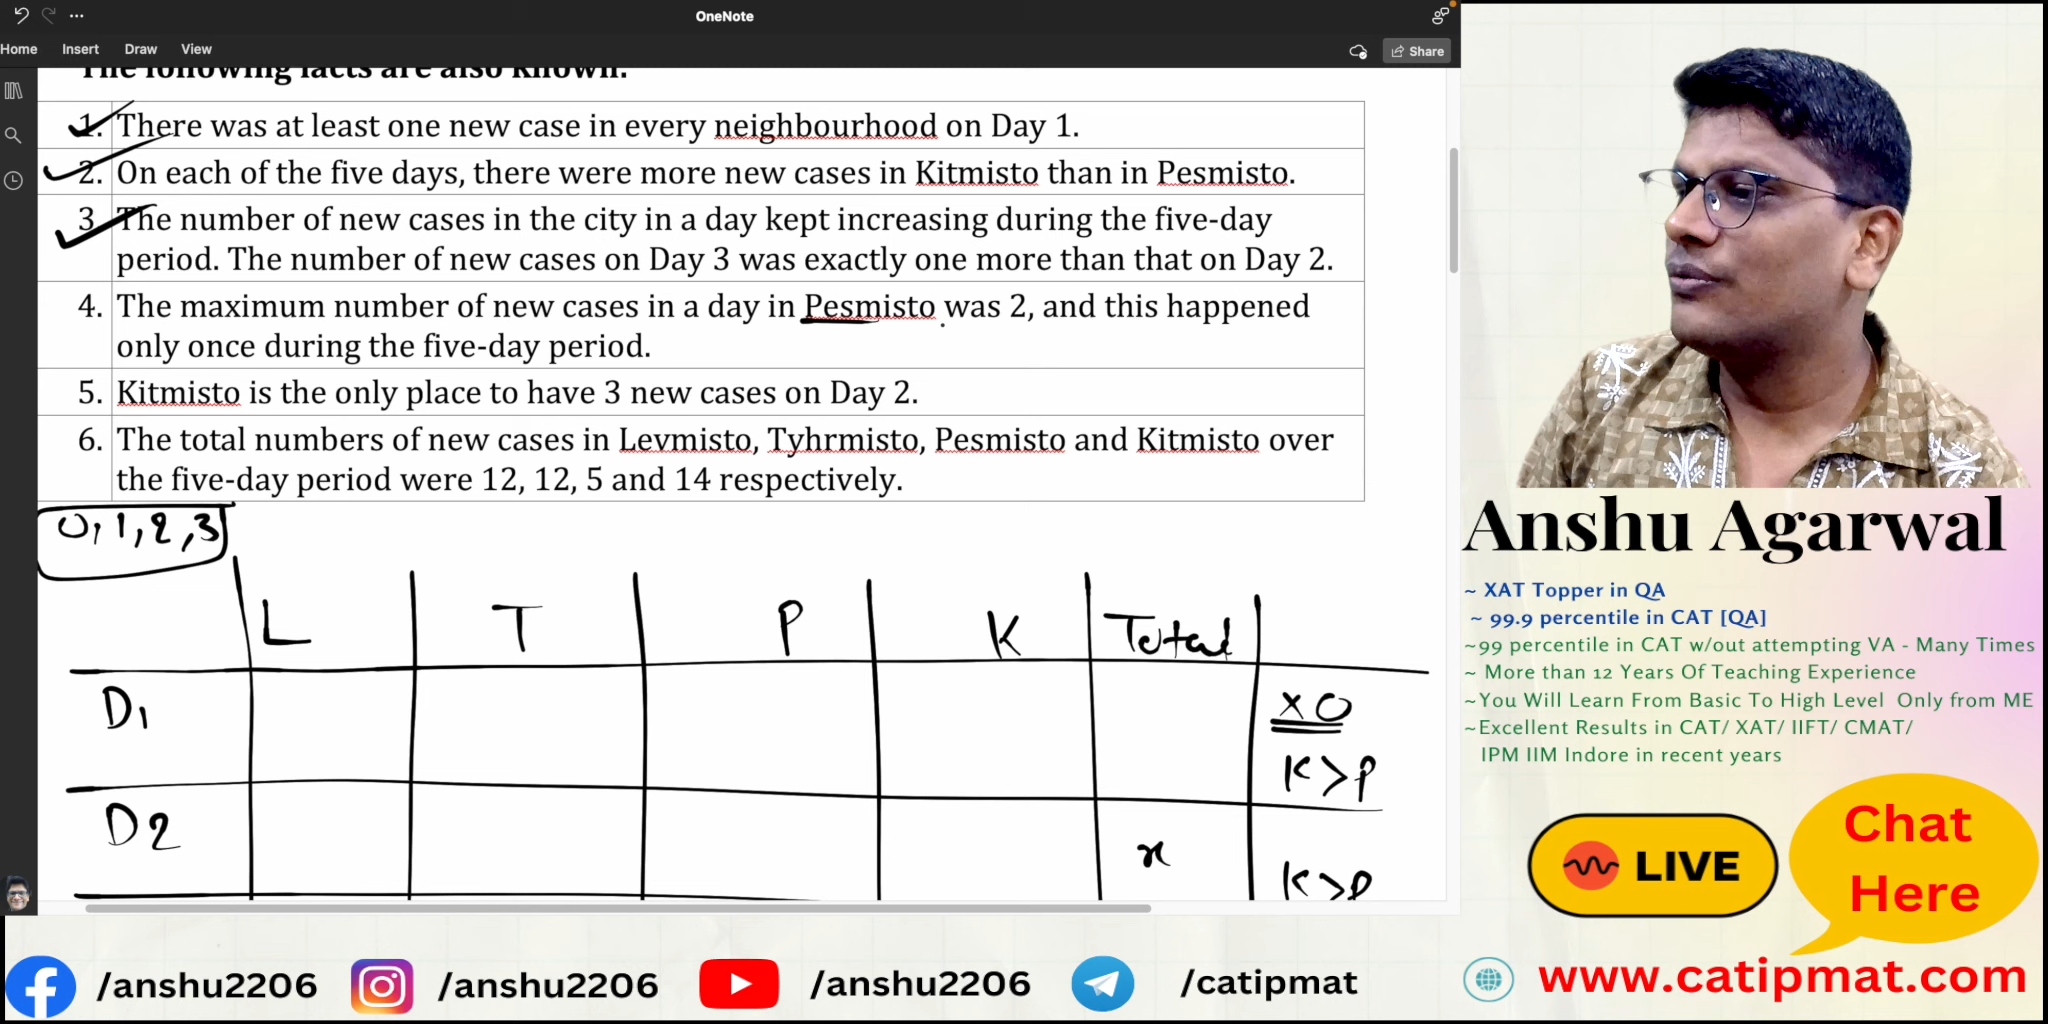 OneNote
Home Insert Draw View
Share
The following facts are also known:
1. There was at least one new case in every neighbourhood on Day 1.
2. On each of the five days, there were more new cases in Kitmisto than in Pesmisto.
3. The number of new cases in the city in a day kept increasing during the five-day
period. The number of new cases on Day 3 was exactly one more than that on Day 2.
4. The maximum number of new cases in a day in Pesmisto was 2, and this happened
only once during the five-day period.
5. Kitmisto is the only place to have 3 new cases on Day 2.
6. The total numbers of new cases in Levmisto, Tyhrmisto, Pesmisto and Kitmisto over
the five-day period were 12, 12, 5 and 14 respectively.
0, 1, 2, 3
L T P K Total
D1 x0
K>P
D2 x
K>P
Anshu Agarwal
~ XAT Topper in QA
~ 99.9 percentile in CAT [QA]
~99 percentile in CAT w/out attempting VA - Many Times
~ More than 12 Years Of Teaching Experience
~You Will Learn From Basic To High Level Only from ME
~Excellent Results in CAT/ XAT/ IIFT/ CMAT/
IPM IIM Indore in recent years
LIVE
Chat
Here
/anshu2206 /anshu2206 /anshu2206 /catipmat www.catipmat.com